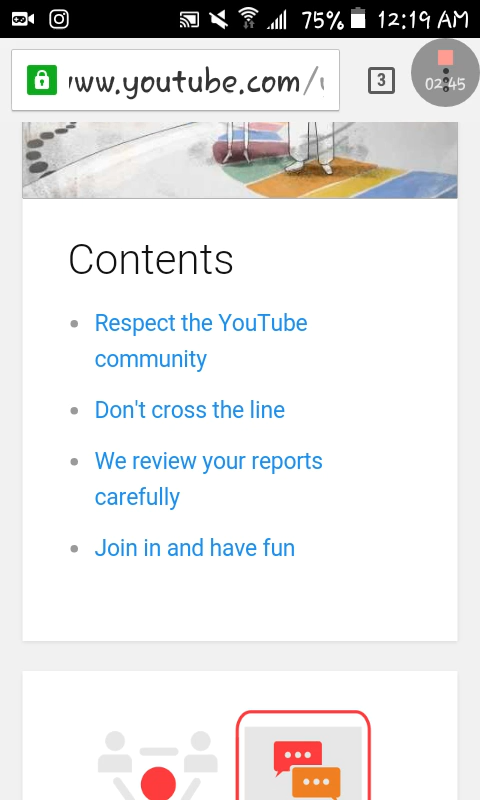 75% 12:19 AM
www.youtube.com/
3
02:45
Contents
Respect the YouTube
community
Don't cross the line
We review your reports
carefully
Join in and have fun